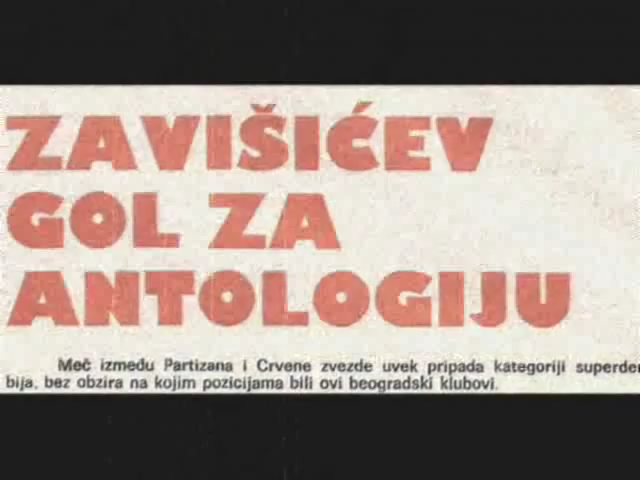 ZAVIŠIĆEV
GOL ZA
ANTOLOGIJU
Meč između Partizana i Crvene zvezde uvek pripada kategoriji superder
bija, bez obzira na kojim pozicijama bili ovi beogradski klubovi.